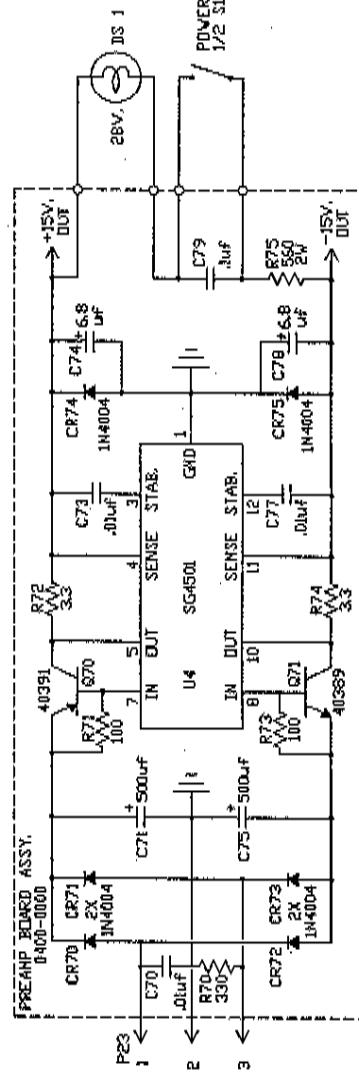 PREAMP BOARD ASSY.
0400-0000
P23
1
2
3
CR70
CR71
2X
1N4004
C70
.01uf
R70
330
CR72
CR73
2X
1N4004
C71
+
500uf
C75
+
500uf
40391
Q70
R71
100
R73
100
Q71
40389
R72
3.3
R74
3.3
7
5
4
3
IN
OUT
SENSE
STAB.
U4
SG4501
GND
1
IN
OUT
SENSE
STAB.
8
10
11
12
C73
.01uf
C77
.01uf
CR74
1N4004
C74
+6.8
uf
CR75
1N4004
C78
+6.8
uf
+15V.
OUT
-15V.
OUT
C79
.1uf
R75
560
2W
DS 1
28V.
POWER
1/2 S1